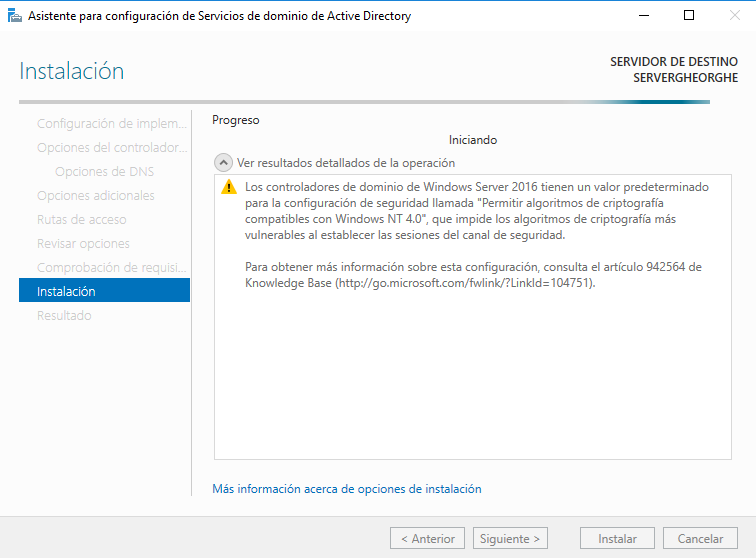 Asistente para configuración de Servicios de dominio de Active Directory
Instalación
SERVIDOR DE DESTINO
SERVERGHEORGHE
Configuración de implem...
Opciones del controlador...
Opciones de DNS
Opciones adicionales
Rutas de acceso
Revisar opciones
Comprobación de requisi...
Instalación
Resultado
Progreso
Iniciando
Ver resultados detallados de la operación
Los controladores de dominio de Windows Server 2016 tienen un valor predeterminado
para la configuración de seguridad llamada "Permitir algoritmos de criptografía
compatibles con Windows NT 4.0", que impide los algoritmos de criptografía más
vulnerables al establecer las sesiones del canal de seguridad.
Para obtener más información sobre esta configuración, consulta el artículo 942564 de
Knowledge Base (http://go.microsoft.com/fwlink/?LinkId=104751).
Más información acerca de opciones de instalación
< Anterior
Siguiente >
Instalar
Cancelar